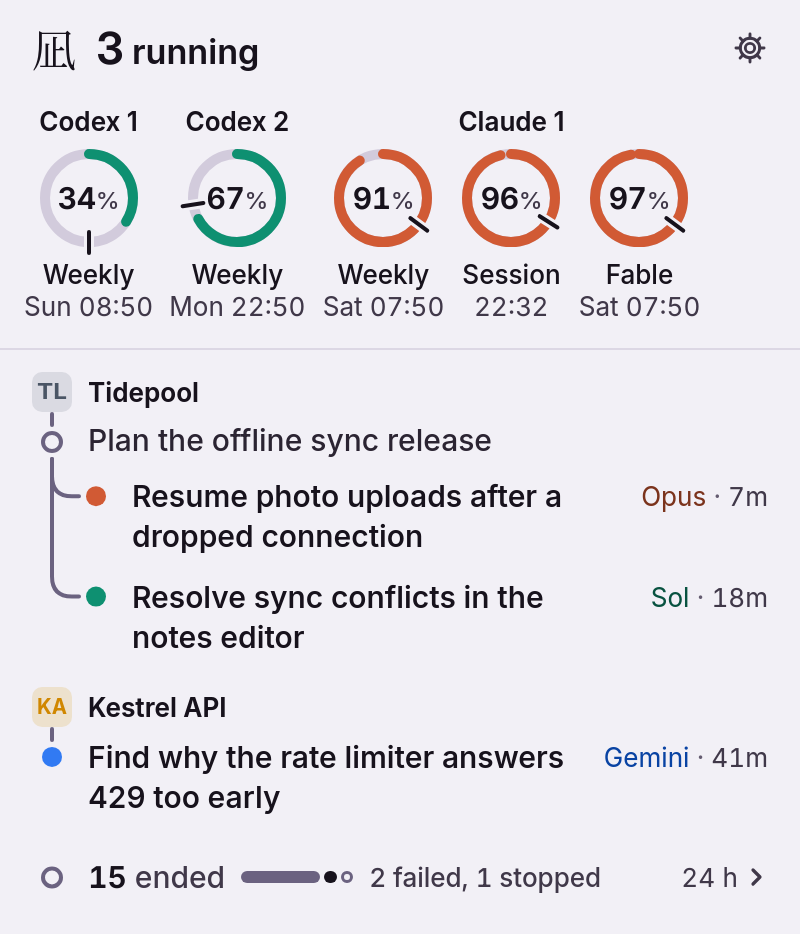 凪 3 running
Codex 1 Codex 2 Claude 1
34% 67% 91% 96% 97%
Weekly Weekly Weekly Session Fable
Sun 08:50 Mon 22:50 Sat 07:50 22:32 Sat 07:50
TL Tidepool
Plan the offline sync release
Resume photo uploads after a Opus · 7m
dropped connection
Resolve sync conflicts in the Sol · 18m
notes editor
KA Kestrel API
Find why the rate limiter answers Gemini · 41m
429 too early
15 ended 2 failed, 1 stopped 24 h